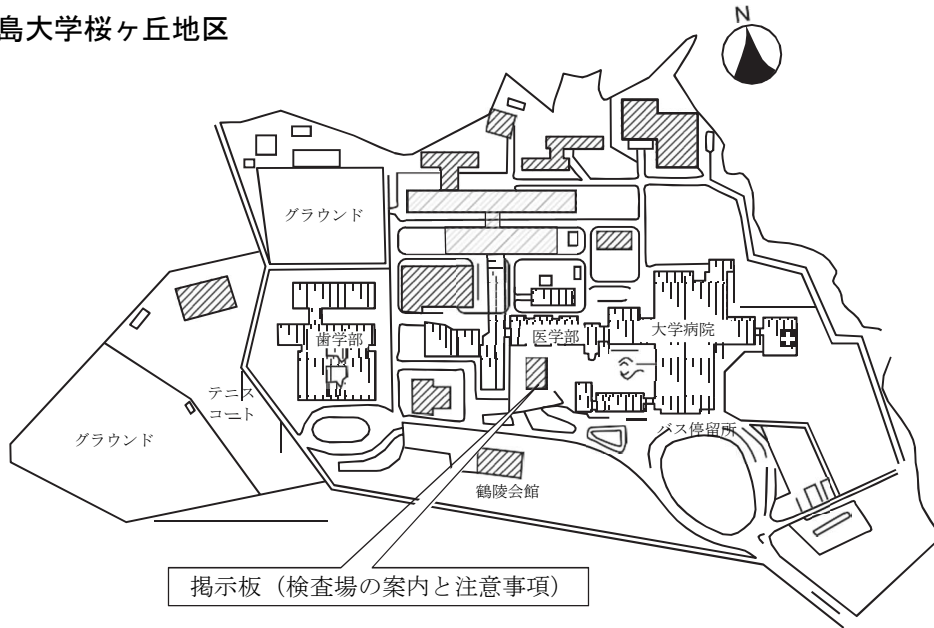 島大学桜ヶ丘地区
N
グラウンド
歯学部
医学部
大学病院
テニス
コート
バス停留所
グラウンド
鶴陵会館
掲示板（検査場の案内と注意事項）